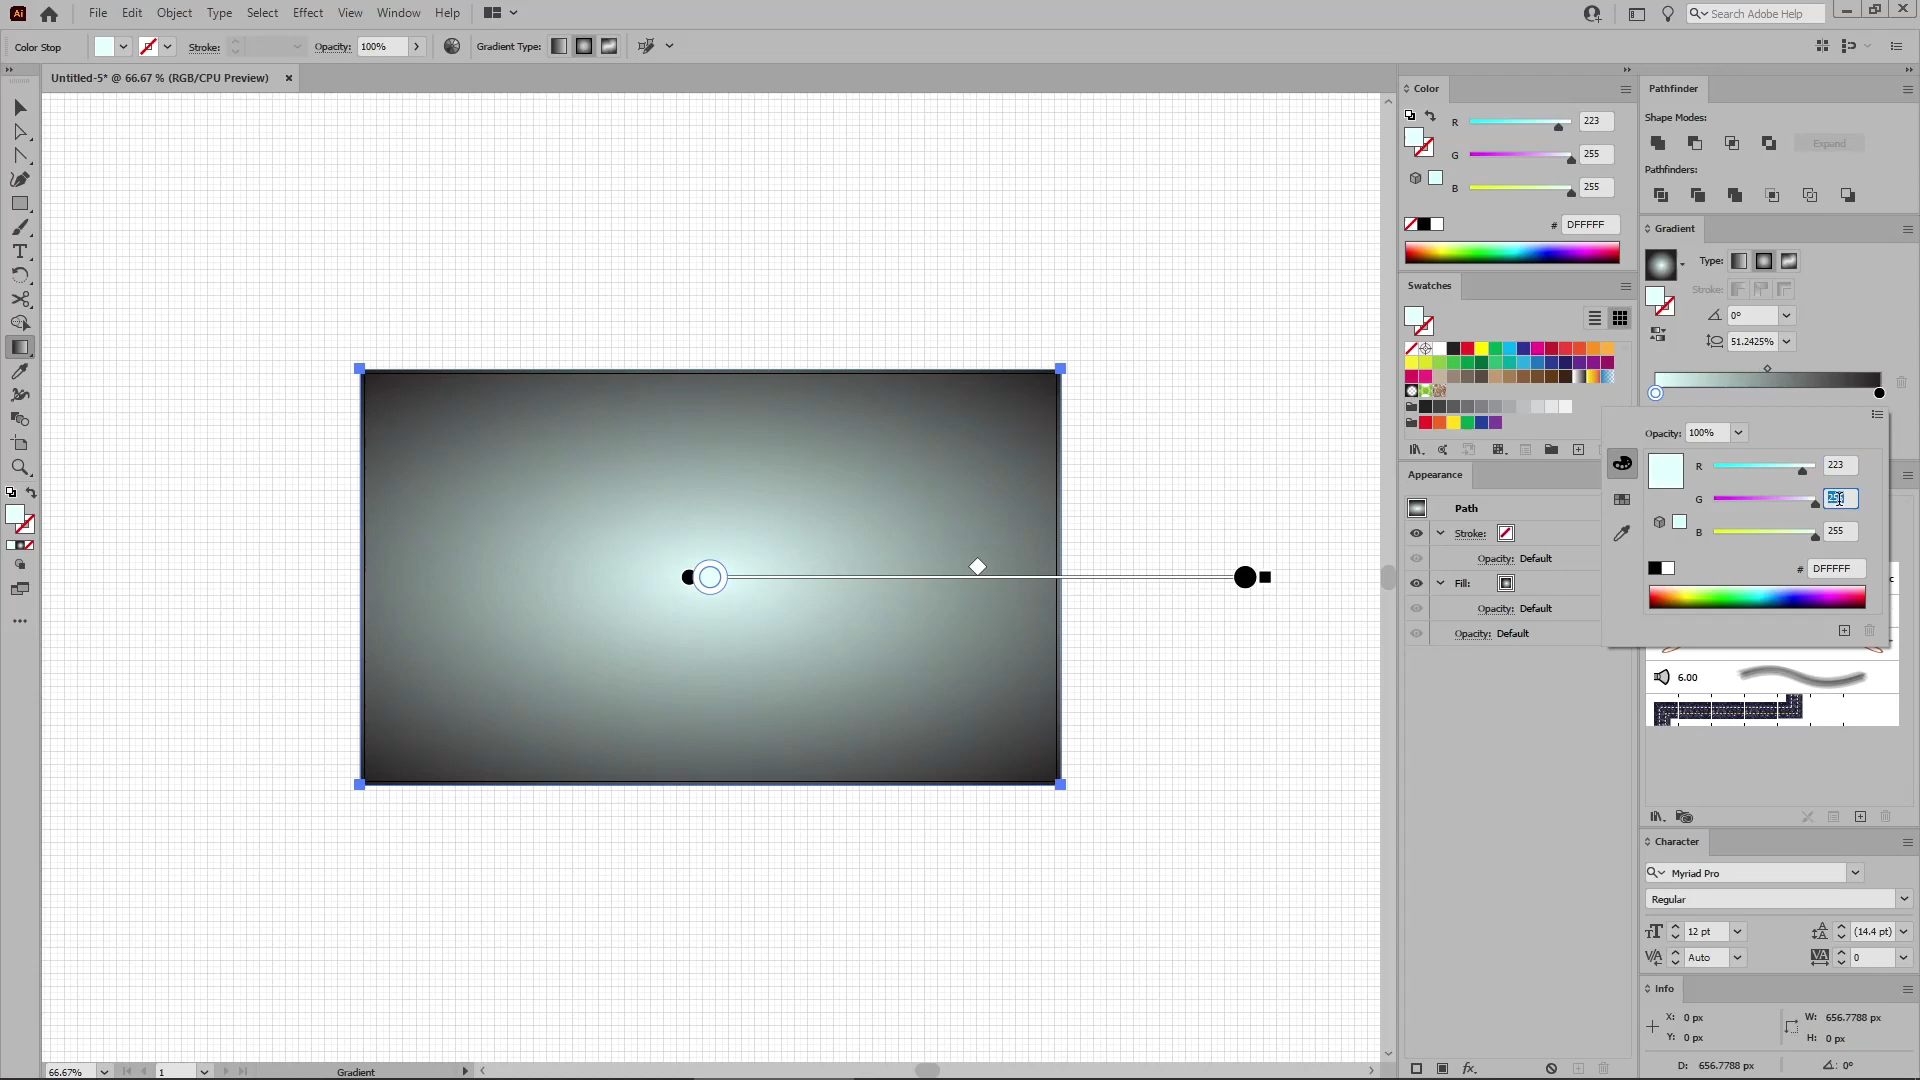 Ai File Edit Object Type Select Effect View Window Help Search Adobe Help
Color Stop Stroke: Opacity: 100% Gradient Type:
Untitled-5* @ 66.67 % (RGB/CPU Preview)
Color
R 223
G 255
B 255
# DFFFFF
Swatches
Appearance
Path
Stroke:
Opacity: Default
Fill:
Opacity: Default
Opacity: Default
Pathfinder
Shape Modes:
Expand
Pathfinders:
Gradient
Type:
Stroke:
0°
51.2425%
Opacity: 100%
R 223
G
B 255
# DFFFFF
6.00
Character
Myriad Pro
Regular
12 pt (14.4 pt)
Auto 0
Info
X: 0 px W: 656.7788 px
Y: 0 px H: 0 px
D: 656.7788 px 0°
66.67% 1 Gradient